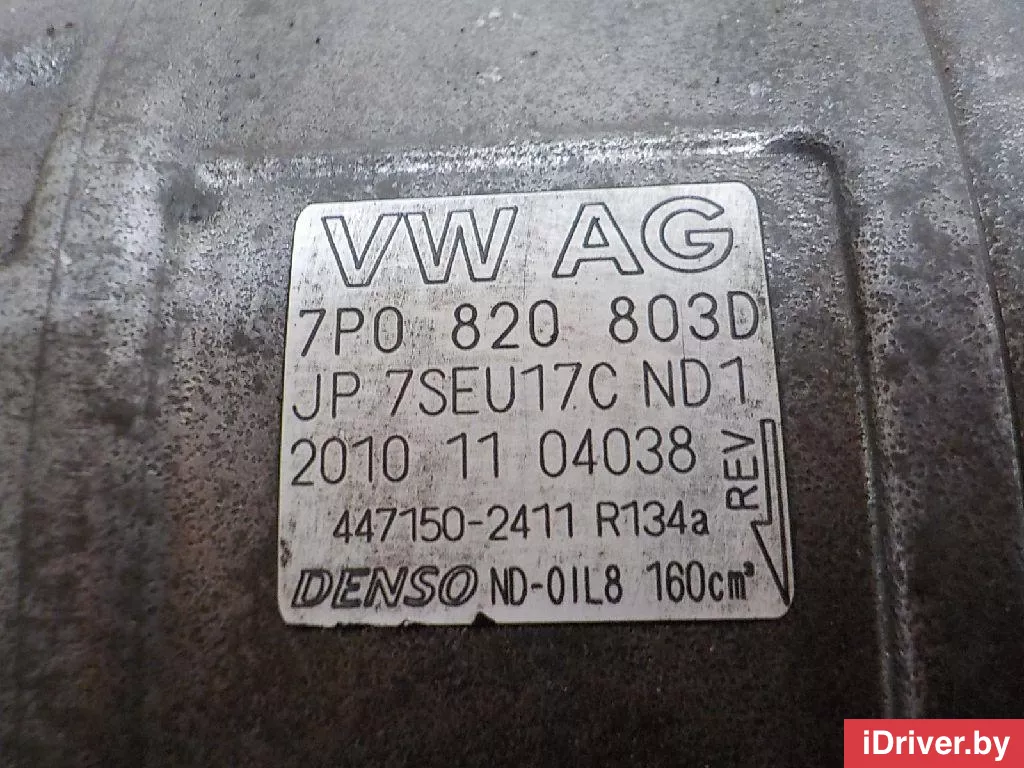 VW AG
7P0 820 803D
JP 7SEU17C ND1
2010 11 04038
REV
447150-2411 R134a
DENSO ND-OIL8 160cm³
iDriver.by